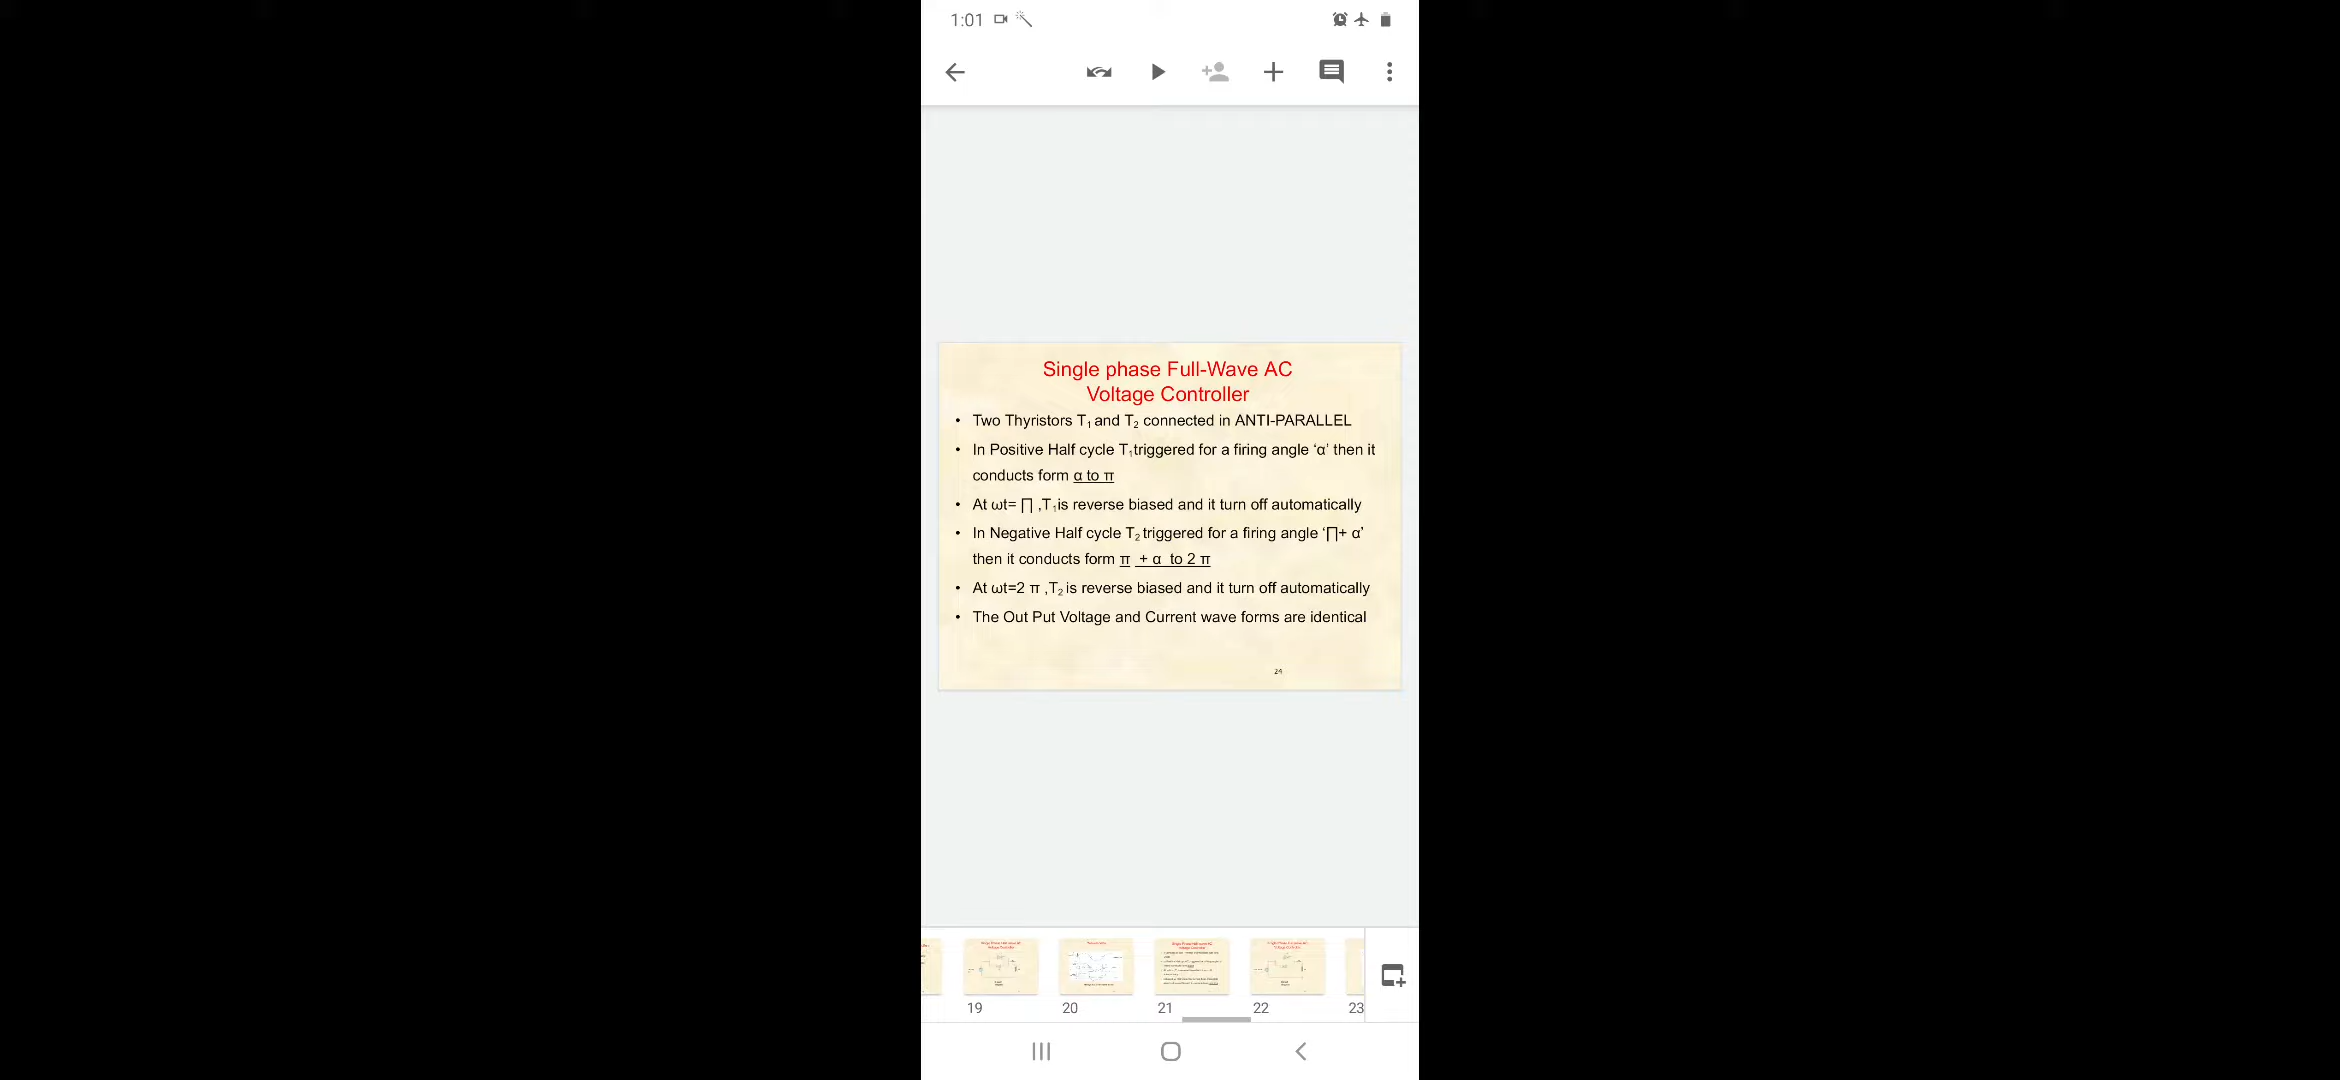 1:01
Single phase Full-Wave AC
Voltage Controller
• Two Thyristors T₁ and T₂ connected in ANTI-PARALLEL
• In Positive Half cycle T₁triggered for a firing angle ‘α’ then it
conducts form α to π
• At ωt= ∏ ,T₁is reverse biased and it turn off automatically
• In Negative Half cycle T₂ triggered for a firing angle ‘∏+ α’
then it conducts form π + α to 2 π
• At ωt=2 π ,T₂ is reverse biased and it turn off automatically
• The Out Put Voltage and Current wave forms are identical
24
19 20 21 22 23